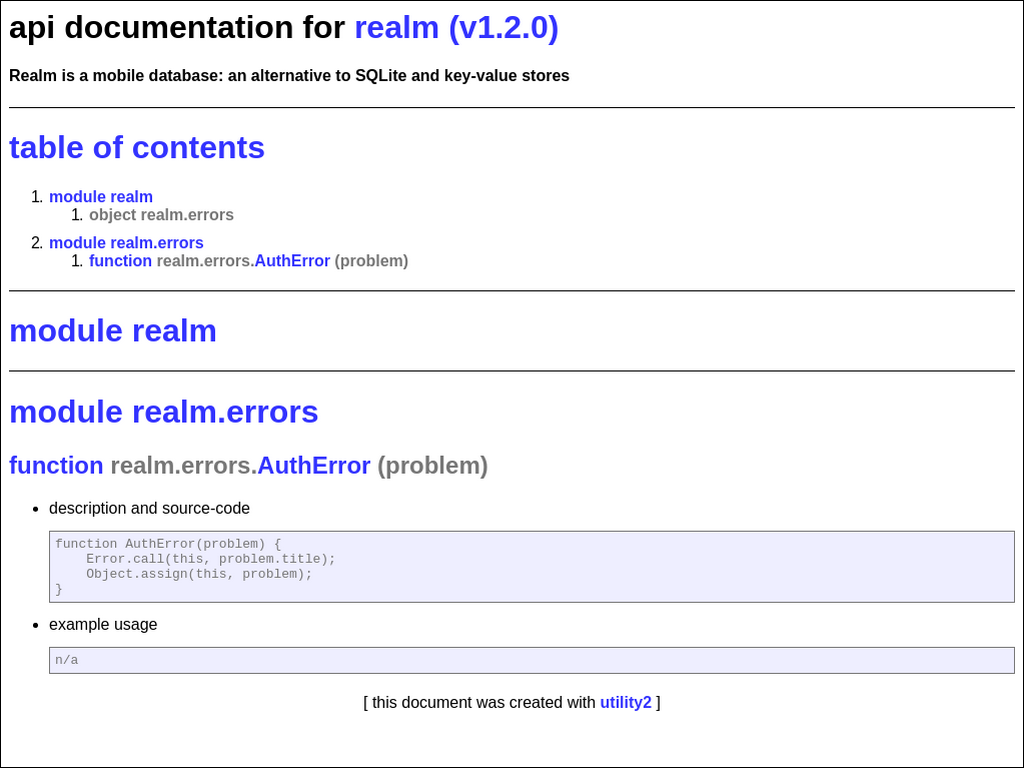 api documentation for realm (v1.2.0)
Realm is a mobile database: an alternative to SQLite and key-value stores
table of contents
1. module realm
1. object realm.errors
2. module realm.errors
1. function realm.errors.AuthError (problem)
module realm
module realm.errors
function realm.errors.AuthError (problem)
• description and source-code
function AuthError(problem) {
    Error.call(this, problem.title);
    Object.assign(this, problem);
}
• example usage
n/a
[ this document was created with utility2 ]